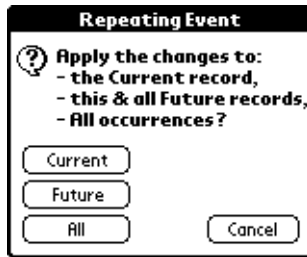 Repeating Event
Apply the changes to:
- the Current record,
- this & all Future records,
- All occurrences?
Current
Future
All
Cancel